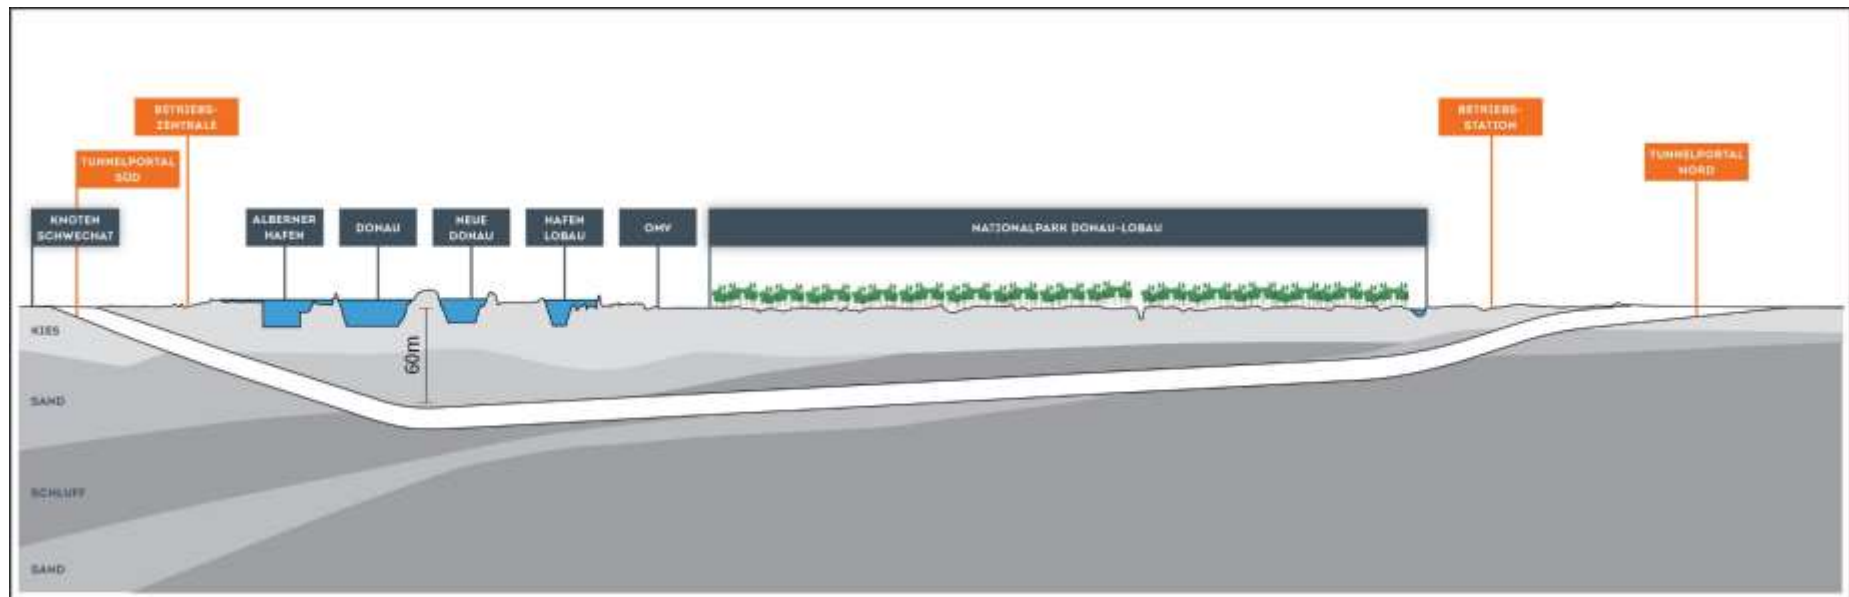 BETRIEBS-
ZENTRALE
BETRIEBS-
STATION
TUNNELPORTAL
SÜD
TUNNELPORTAL
NORD
KNOTEN
SCHWECHAT
ALBERNER
HAFEN
DONAU
NEUE
DONAU
HAFEN
LOBAU
OMV
NATIONALPARK DONAU-LOBAU
KIES
60m
SAND
SCHLUFF
SAND